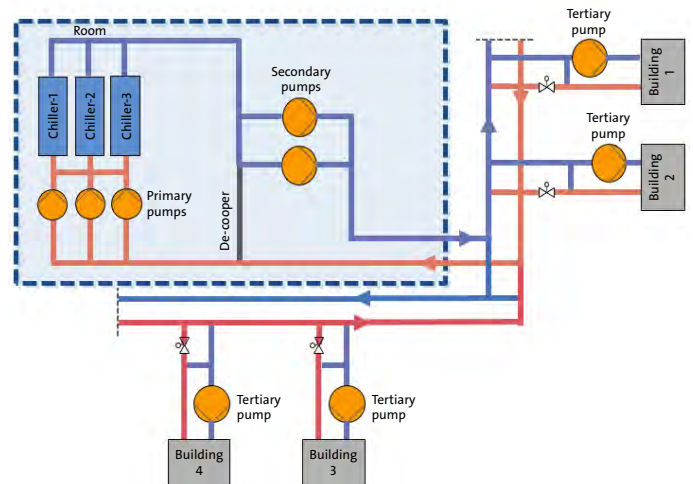 Room
Chiller-1
Chiller-2
Chiller-3
Primary
pumps
De-cooper
Secondary
pumps
Tertiary
pump
Building
1
Tertiary
pump
Building
2
Tertiary
pump
Building
4
Tertiary
pump
Building
3